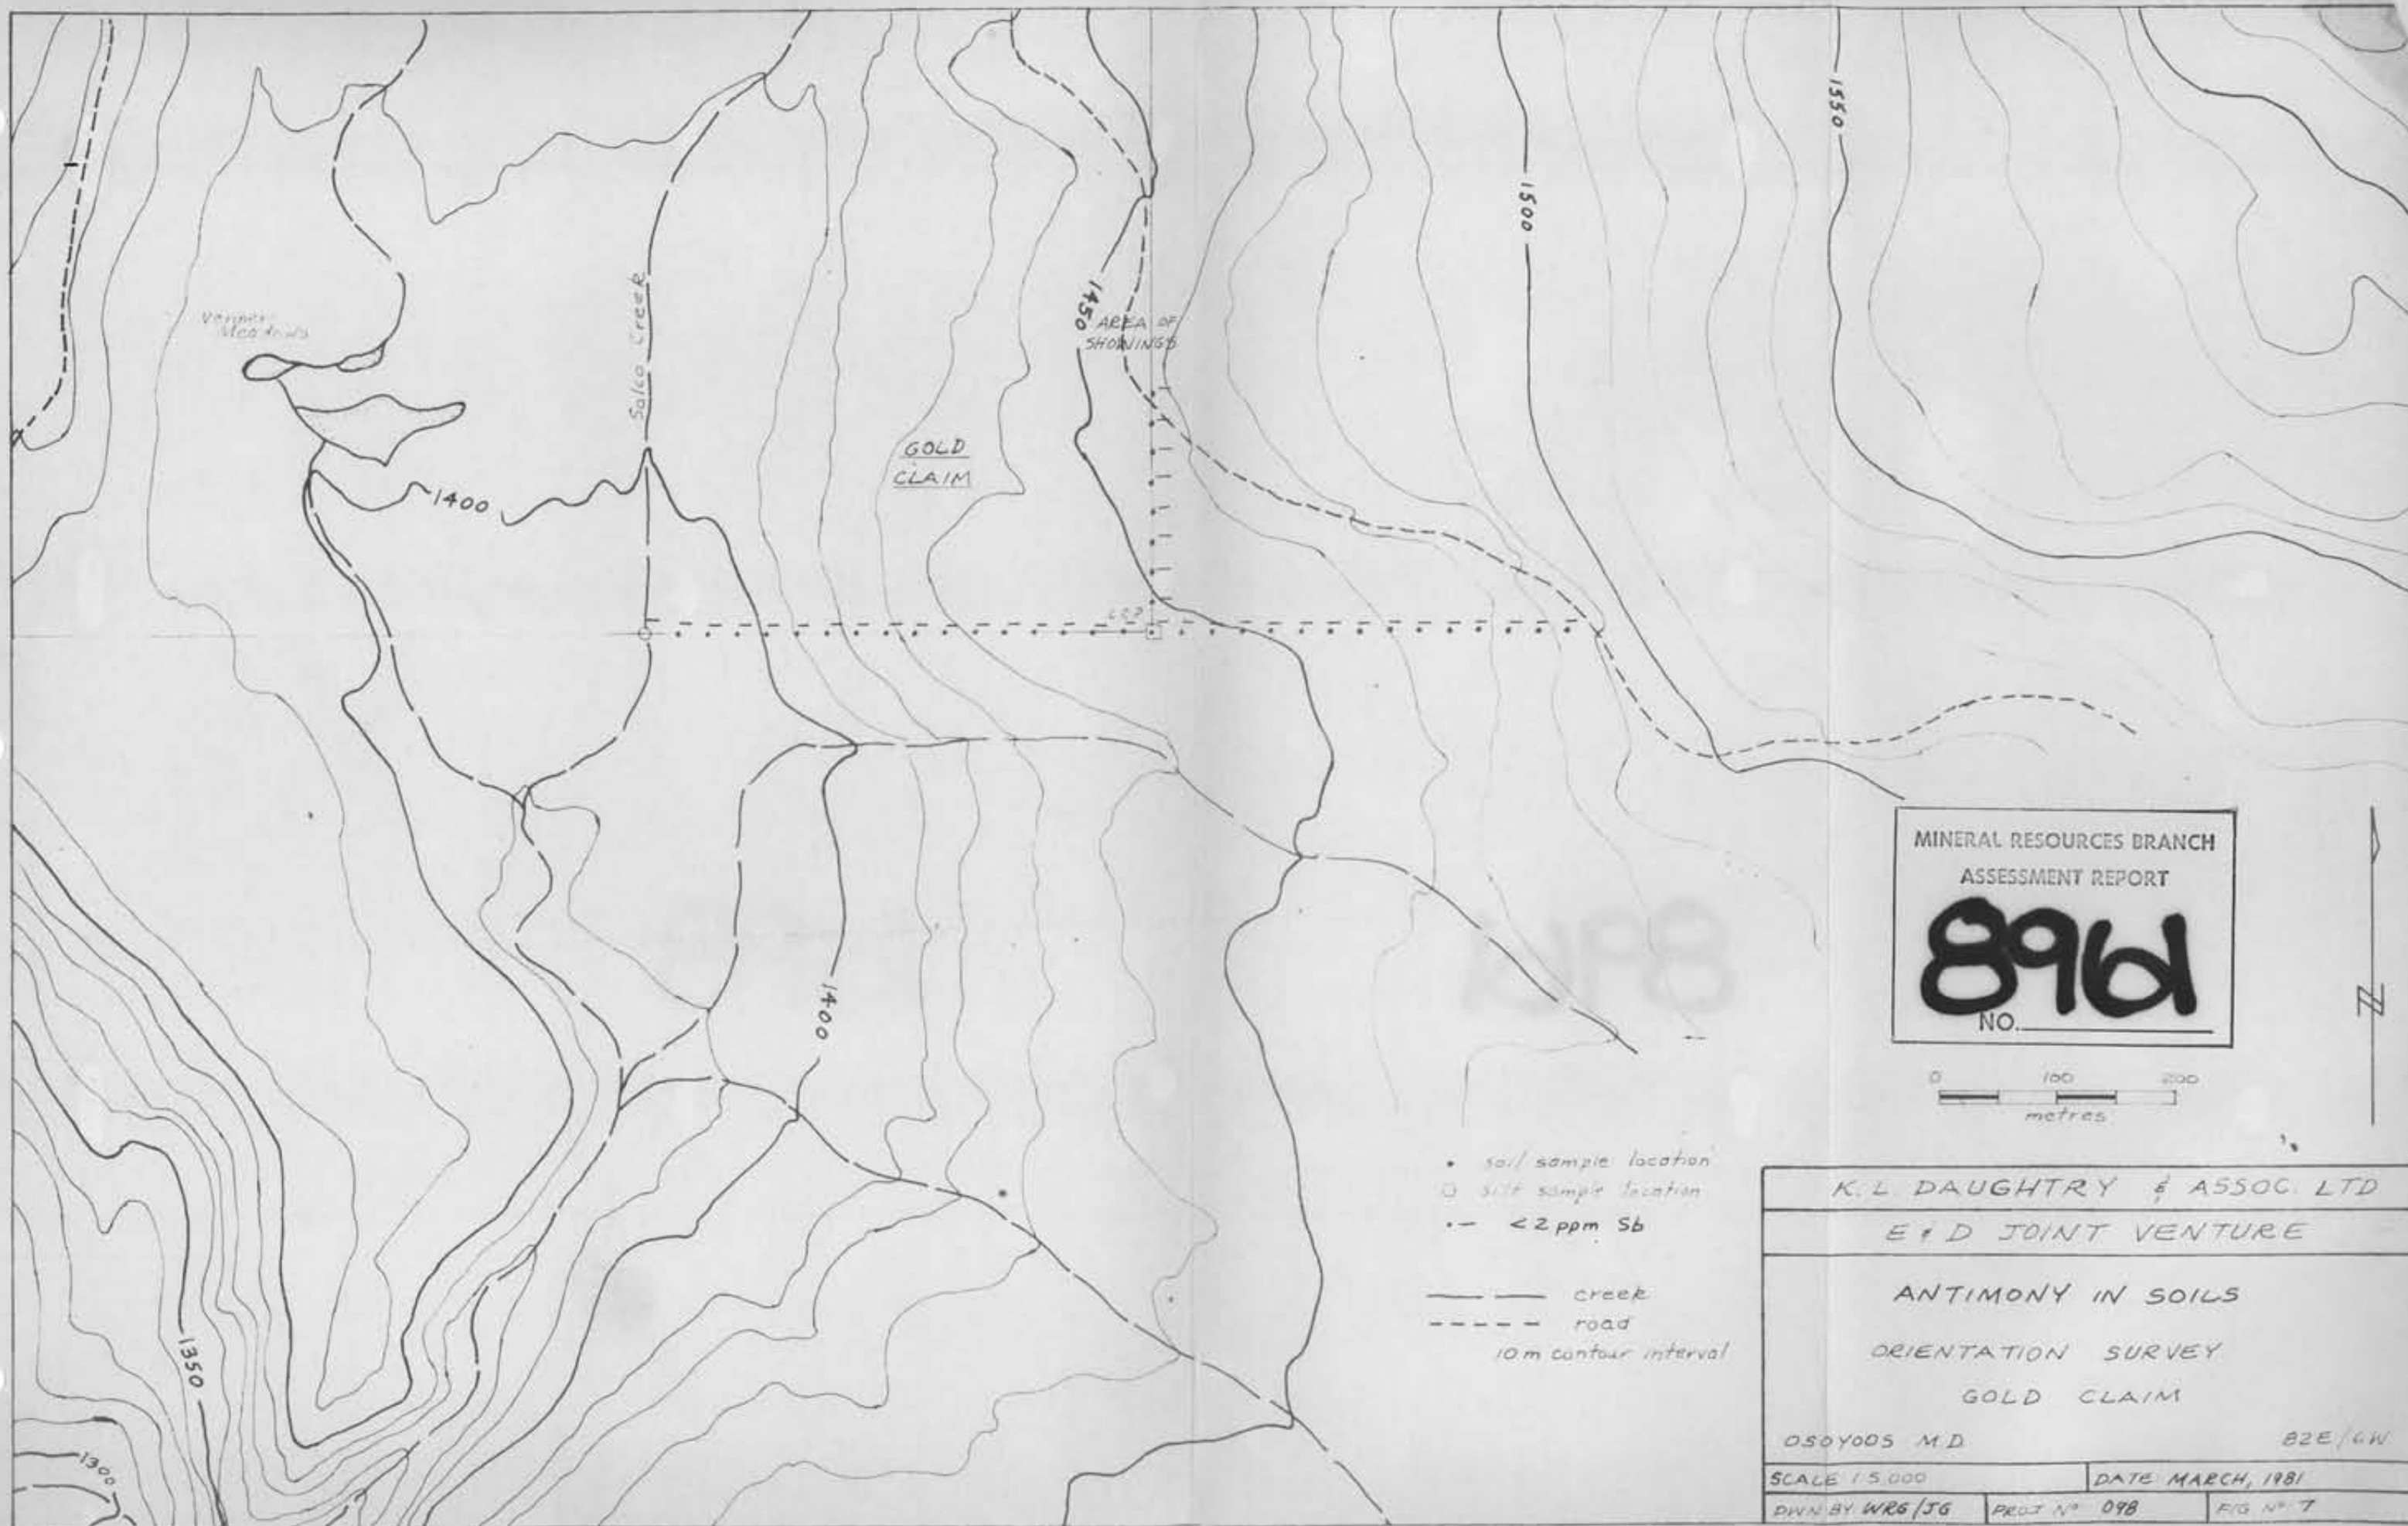 1550
1500
Salco Creek
1450
AREA OF
SHOWINGS
Meadows
GOLD
CLAIM
1400
1400
1350
1300
MINERAL RESOURCES BRANCH
ASSESSMENT REPORT
8961
NO.
0 100 200
metres
N
• soil sample location
□ silt sample location
•— <2 ppm Sb
creek
road
10 m contour interval
K. L. DAUGHTRY & ASSOC. LTD
E & D JOINT VENTURE
ANTIMONY IN SOILS
ORIENTATION SURVEY
GOLD CLAIM
OSOYOOS M.D. 82E/6W
SCALE 1:5,000 DATE MARCH, 1981
DWN BY WRG/JG PROJ Nº 098 FIG Nº 7